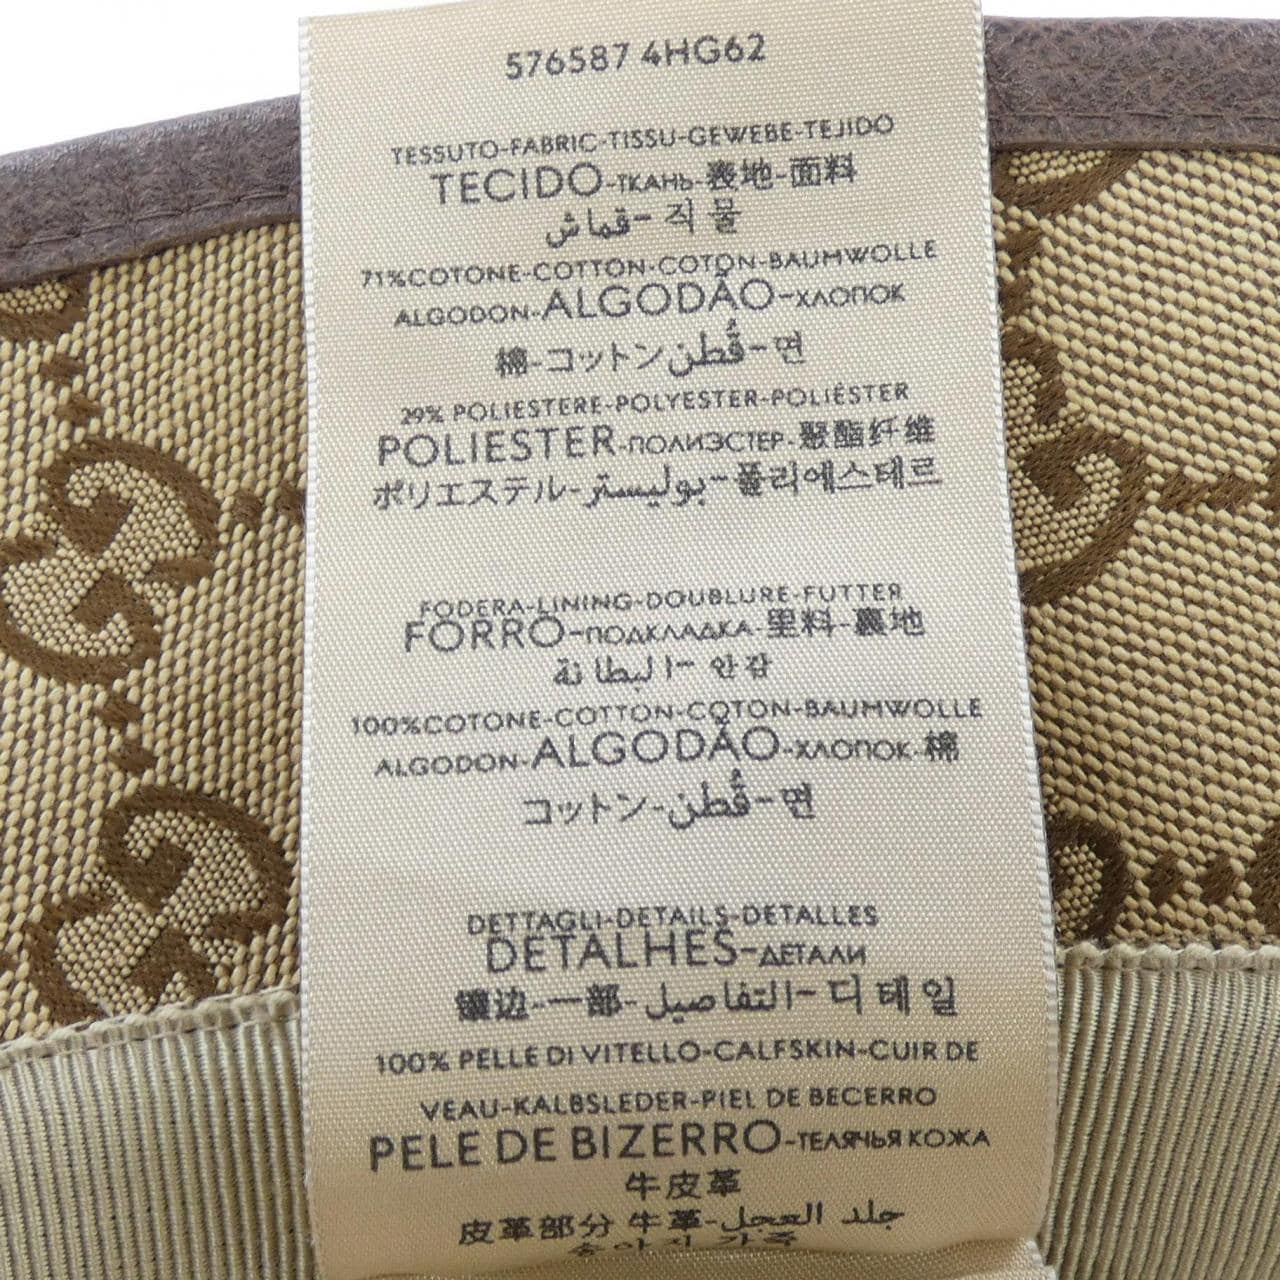 576587 4HG62
TESSUTO-FABRIC-TISSU-GEWEBE-TEJIDO
TECIDO-ТКАНЬ-表地-面料
قماش-직물
71%COTONE-COTTON-COTON-BAUMWOLLE
ALGODON-ALGODÃO-ХЛОПОК
棉-コットン-قُطن-면
29% POLIESTERE-POLYESTER-POLIÉSTER
POLIESTER-ПОЛИЭСТЕР-聚酯纤维
ポリエステル-بوليستر-폴리에스테르
FODERA-LINING-DOUBLURE-FUTTER
FORRO-ПОДКЛАДКА-里料-裏地
البطانة-안감
100%COTONE-COTTON-COTON-BAUMWOLLE
ALGODON-ALGODÃO-ХЛОПОК-棉
コットン-قُطن-면
DETTAGLI-DETAILS-DETALLES
DETALHES-ДЕТАЛИ
镶边-一部-التفاصيل-디테일
100% PELLE DI VITELLO-CALFSKIN-CUIR DE
VEAU-KALBSLEDER-PIEL DE BECERRO
PELE DE BIZERRO-ТЕЛЯЧЬЯ КОЖА
牛皮革
皮革部分 牛革-جلد العجل
송아지 가죽